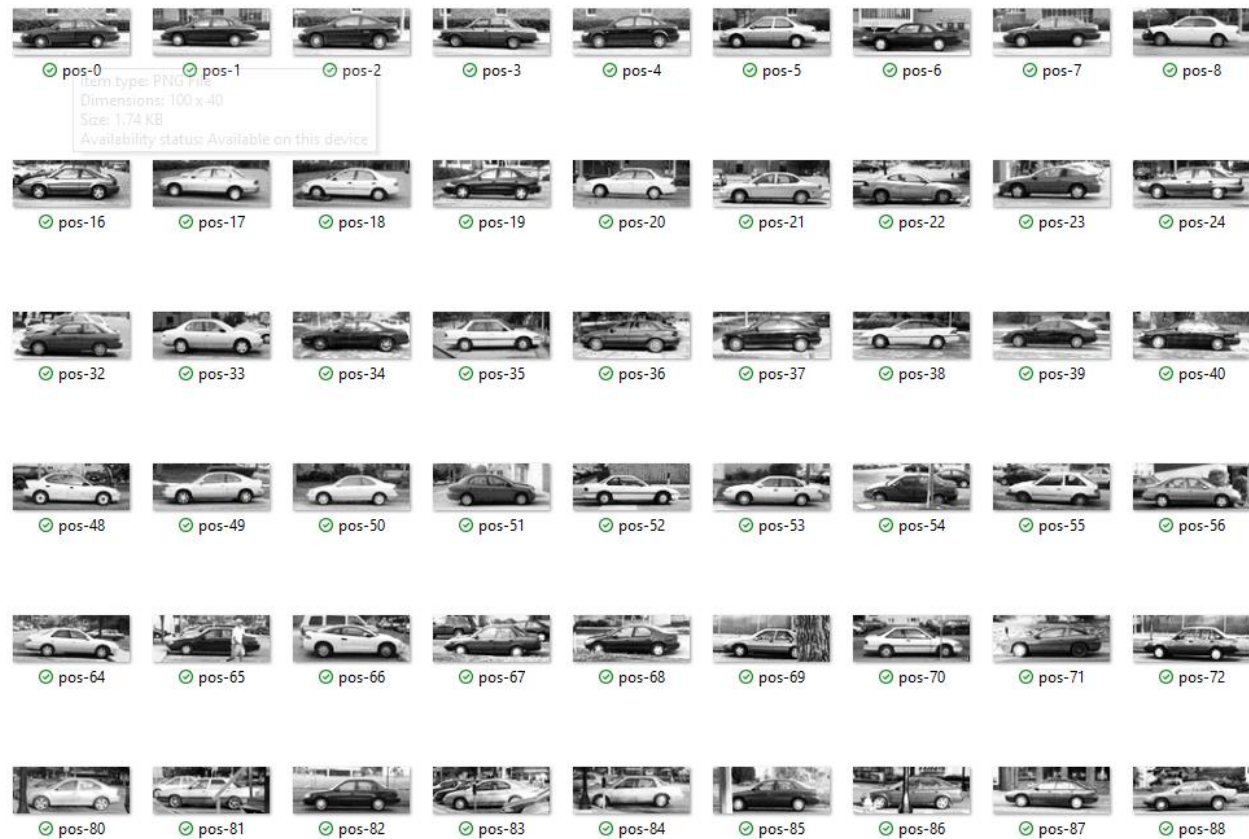 pos-0 pos-1 pos-2 pos-3 pos-4 pos-5 pos-6 pos-7 pos-8
Item type: PNG File
Dimensions: 100 x 40
Size: 1.74 KB
Availability status: Available on this device
pos-16 pos-17 pos-18 pos-19 pos-20 pos-21 pos-22 pos-23 pos-24
pos-32 pos-33 pos-34 pos-35 pos-36 pos-37 pos-38 pos-39 pos-40
pos-48 pos-49 pos-50 pos-51 pos-52 pos-53 pos-54 pos-55 pos-56
pos-64 pos-65 pos-66 pos-67 pos-68 pos-69 pos-70 pos-71 pos-72
pos-80 pos-81 pos-82 pos-83 pos-84 pos-85 pos-86 pos-87 pos-88